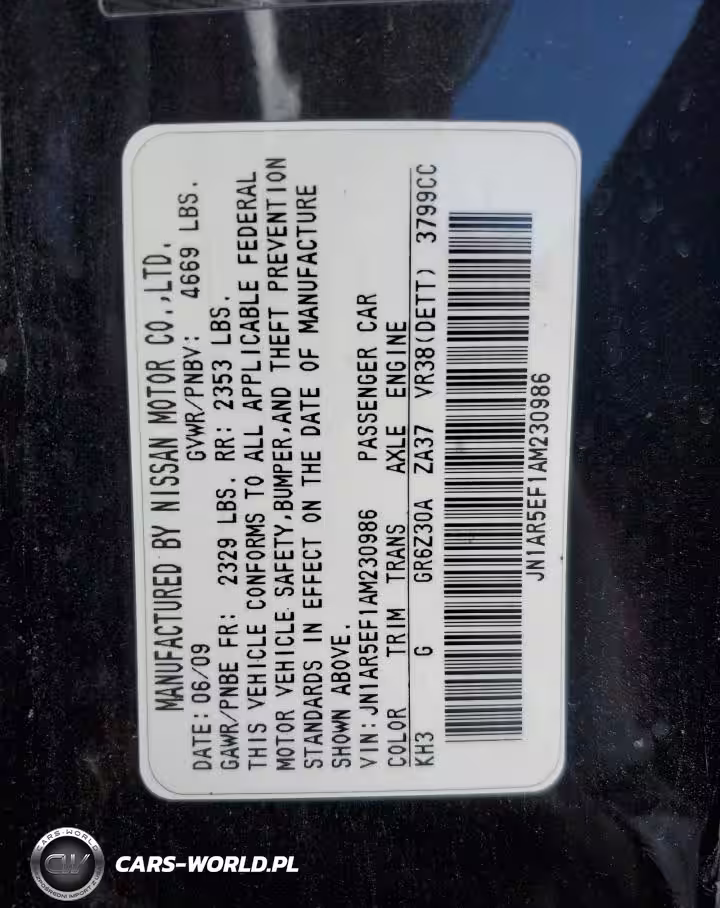 MANUFACTURED BY NISSAN MOTOR CO.,LTD.
DATE: 06/09 GVWR/PNBV: 4669 LBS.
GAWR/PNBE FR: 2329 LBS. RR: 2353 LBS.
THIS VEHICLE CONFORMS TO ALL APPLICABLE FEDERAL
MOTOR VEHICLE SAFETY,BUMPER,AND THEFT PREVENTION
STANDARDS IN EFFECT ON THE DATE OF MANUFACTURE
SHOWN ABOVE.
VIN: JN1AR5EF1AM230986 PASSENGER CAR
COLOR TRIM TRANS AXLE ENGINE
KH3 G GR6Z30A ZA37 VR38(DETT) 3799CC
JN1AR5EF1AM230986
CARS-WORLD
CW
CARS-WORLD.PL